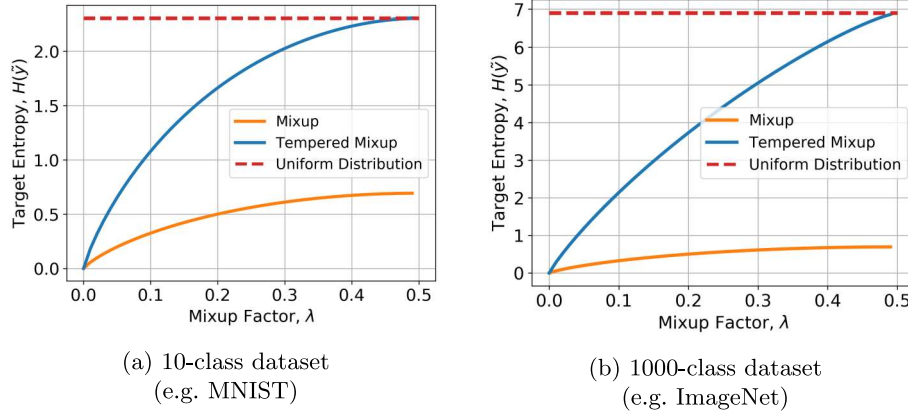 Target Entropy, H(ỹ)
2.0
1.5
1.0
0.5
0.0
Mixup
Tempered Mixup
Uniform Distribution
0.0 0.1 0.2 0.3 0.4 0.5
Mixup Factor, λ
(a) 10-class dataset
(e.g. MNIST)
Target Entropy, H(ỹ)
7
6
5
4
3
2
1
0
Mixup
Tempered Mixup
Uniform Distribution
0.0 0.1 0.2 0.3 0.4 0.5
Mixup Factor, λ
(b) 1000-class dataset
(e.g. ImageNet)